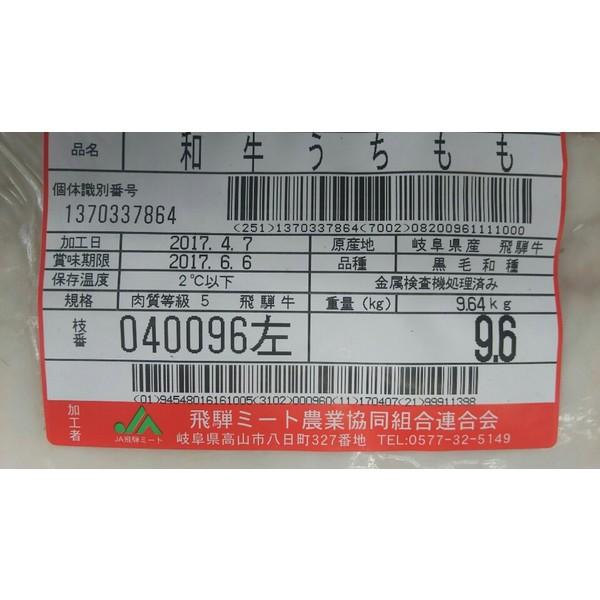 品名 和牛うちもも
個体識別番号
1370337864
(251)1370337864(7002)08200961111000
加工日 2017.4.7 原産地 岐阜県産 飛騨牛
賞味期限 2017.6.6 品種 黒毛和種
保存温度 2℃以下 金属検査機処理済み
規格 肉質等級 5 飛騨牛 重量(kg) 9.64kg
枝番 040096左 9.6
(01)94548016161005(3102)000960(11)170407(21)99911398
加工者 JA飛騨ミート 飛騨ミート農業協同組合連合会
岐阜県高山市八日町327番地 TEL:0577-32-5149